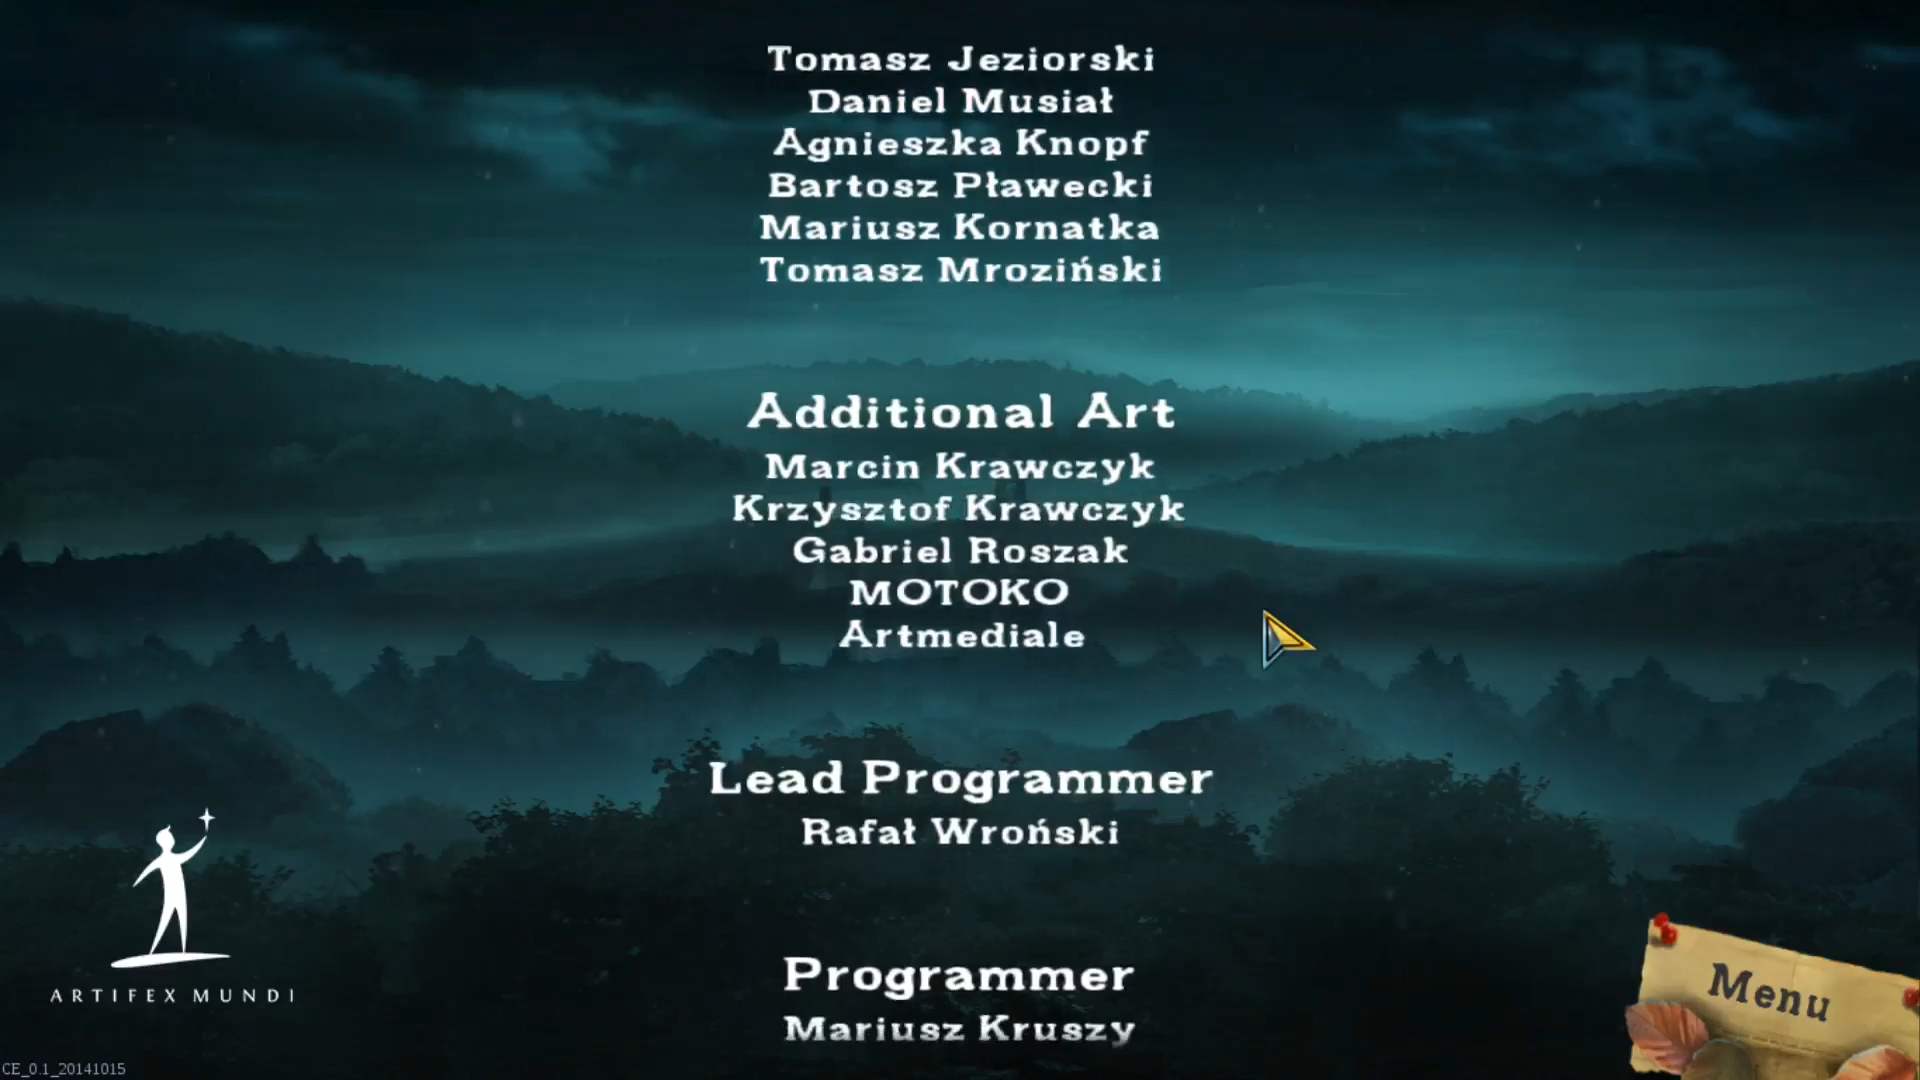 Tomasz Jeziorski
Daniel Musiał
Agnieszka Knopf
Bartosz Pławecki
Mariusz Kornatka
Tomasz Mroziński
Additional Art
Marcin Krawczyk
Krzysztof Krawczyk
Gabriel Roszak
MOTOKO
Artmediale
Lead Programmer
Rafał Wroński
Programmer
Mariusz Kruszy
ARTIFEX MUNDI
Menu
CE_0.1_20141015